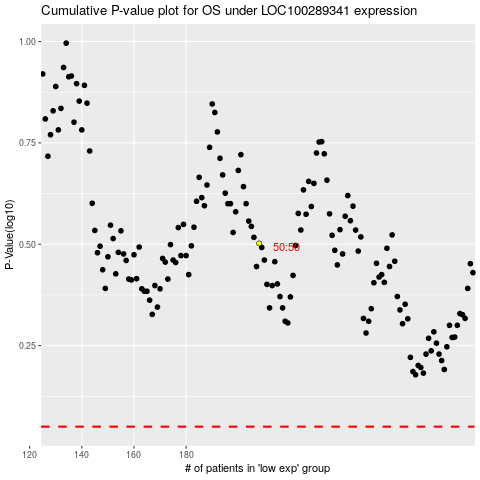 Cumulative P-value plot for OS under LOC100289341 expression
P-Value(log10)
1.00
0.75
0.50
0.25
50:50
120 140 160 180
# of patients in 'low exp' group